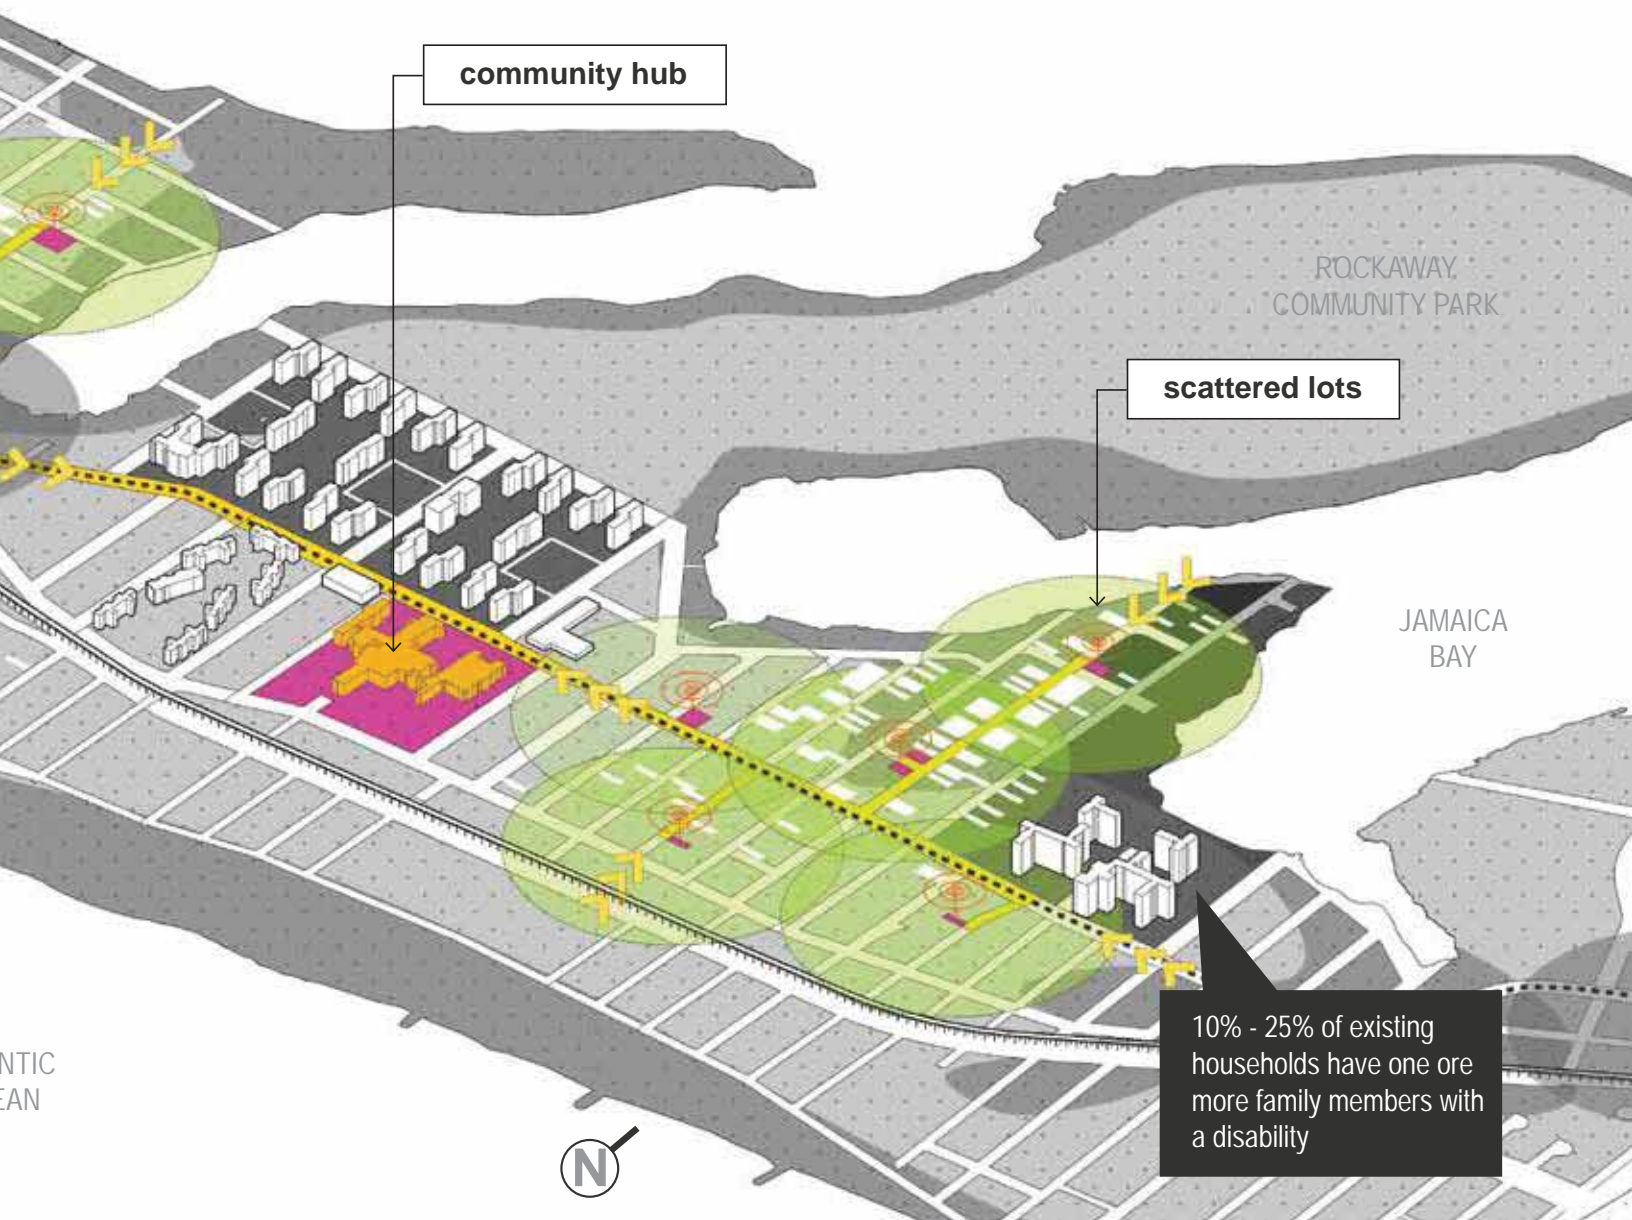 community hub
ROCKAWAY
COMMUNITY PARK
scattered lots
JAMAICA
BAY
10% - 25% of existing
households have one ore
more family members with
a disability
NTIC
EAN
N